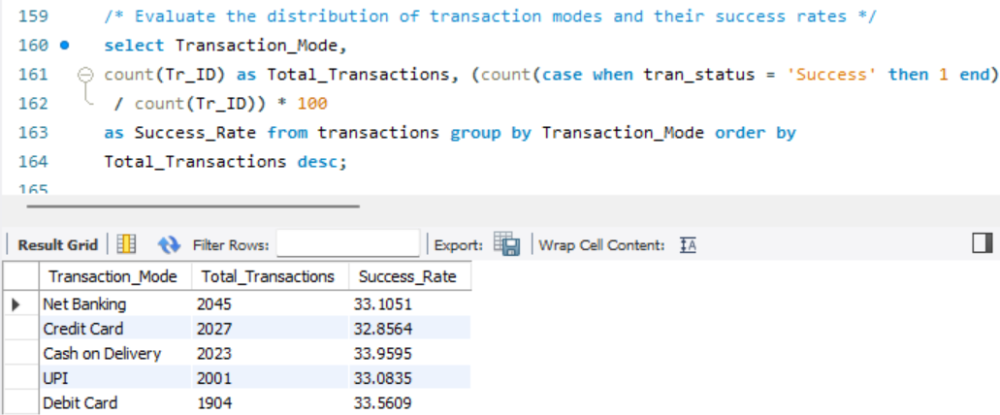 159 /* Evaluate the distribution of transaction modes and their success rates */
160 select Transaction_Mode,
161 count(Tr_ID) as Total_Transactions, (count(case when tran_status = 'Success' then 1 end)
162 / count(Tr_ID)) * 100
163 as Success_Rate from transactions group by Transaction_Mode order by
164 Total_Transactions desc;
165
Result Grid Filter Rows: Export: Wrap Cell Content:
Transaction_Mode Total_Transactions Success_Rate
Net Banking 2045 33.1051
Credit Card 2027 32.8564
Cash on Delivery 2023 33.9595
UPI 2001 33.0835
Debit Card 1904 33.5609